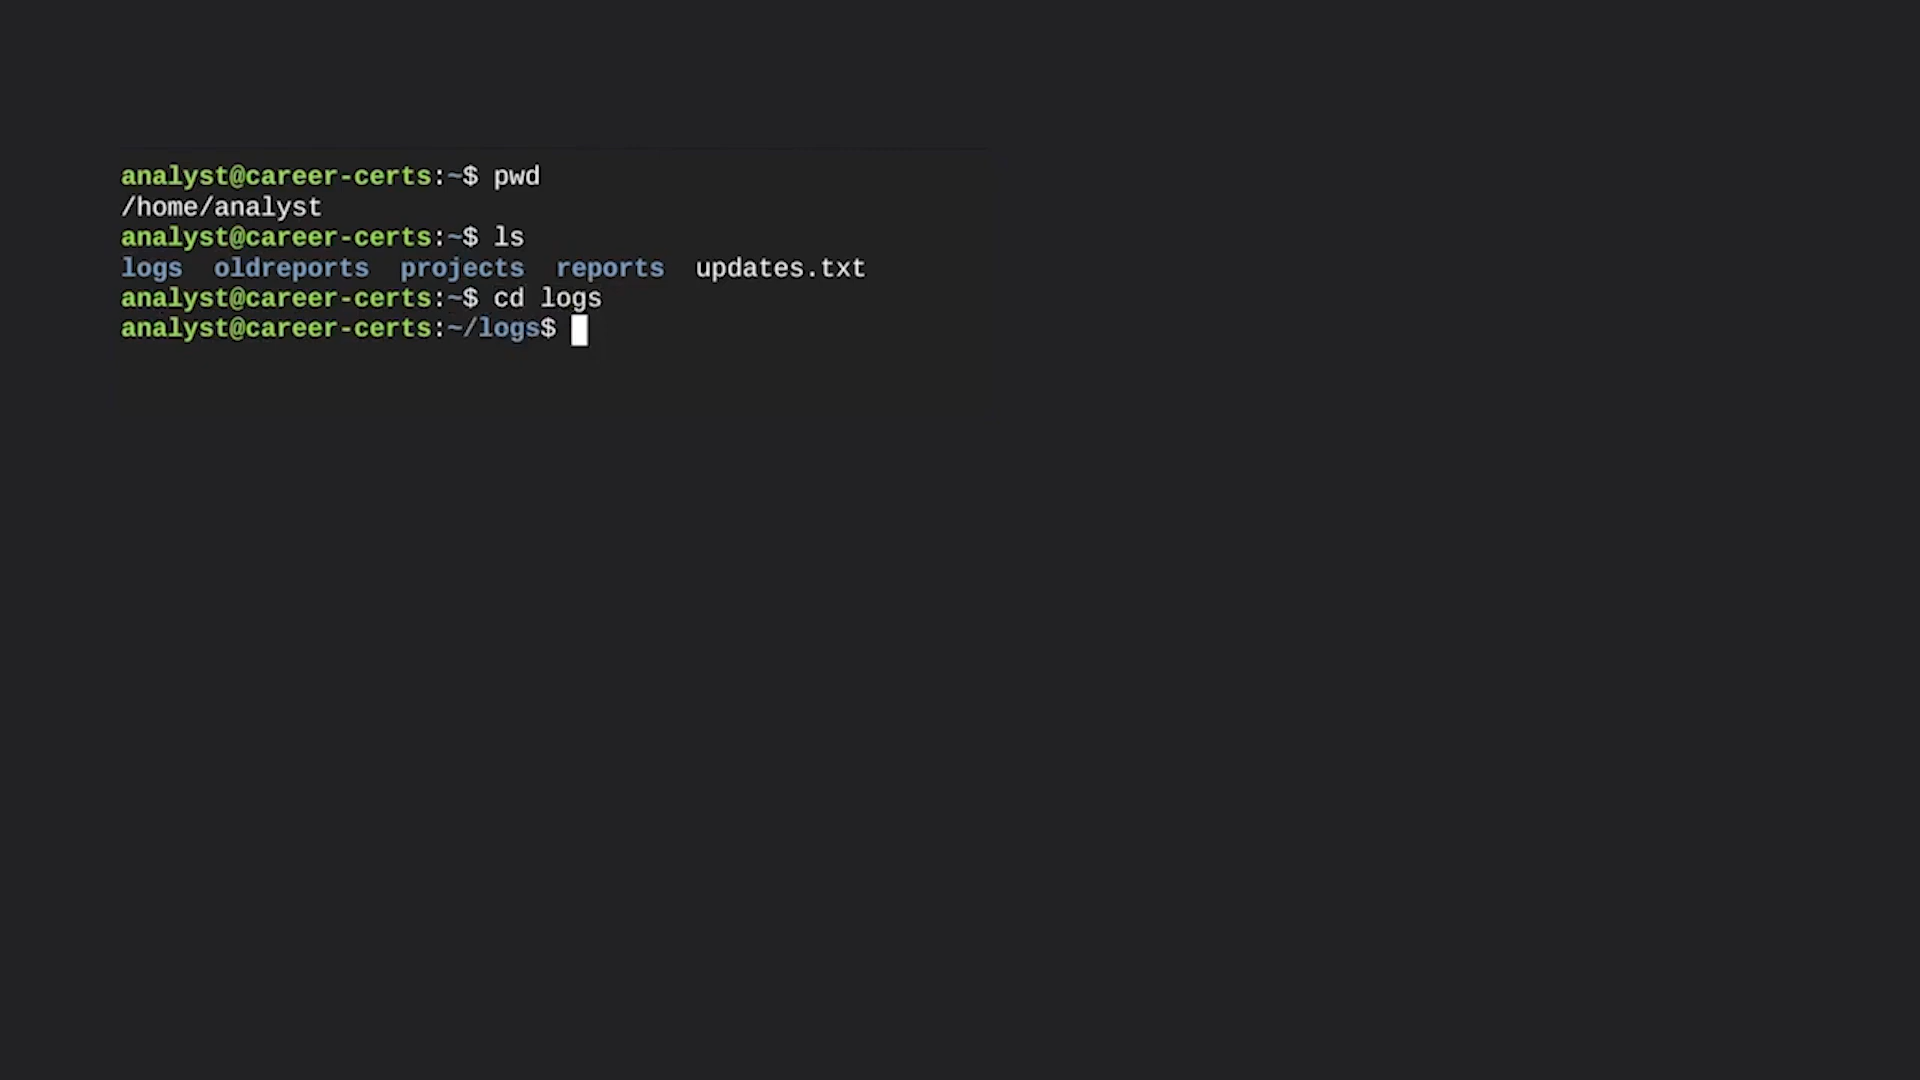 analyst@career-certs:~$ pwd
/home/analyst
analyst@career-certs:~$ ls
logs  oldreports  projects  reports  updates.txt
analyst@career-certs:~$ cd logs
analyst@career-certs:~/logs$